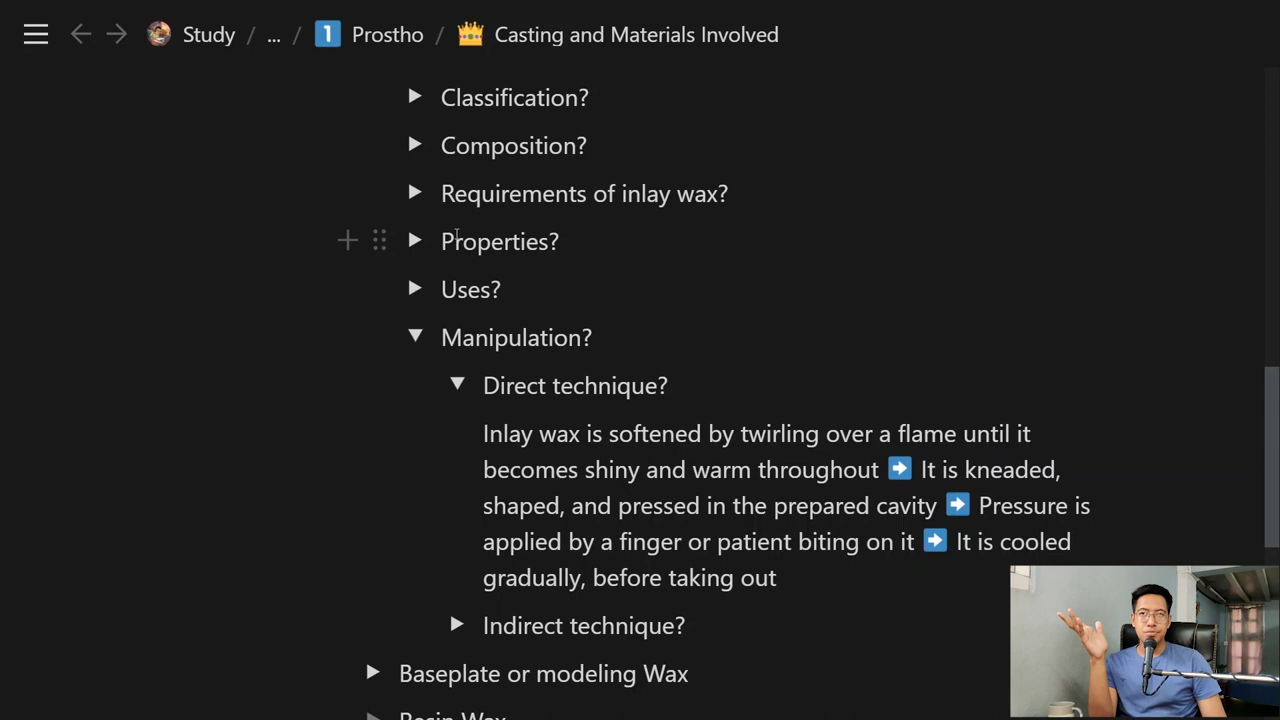 Study / ... / 1 Prostho / Casting and Materials Involved
Classification?
Composition?
Requirements of inlay wax?
Properties?
Uses?
Manipulation?
Direct technique?
Inlay wax is softened by twirling over a flame until it
becomes shiny and warm throughout ➡ It is kneaded,
shaped, and pressed in the prepared cavity ➡ Pressure is
applied by a finger or patient biting on it ➡ It is cooled
gradually, before taking out
Indirect technique?
Baseplate or modeling Wax
Resin Wax